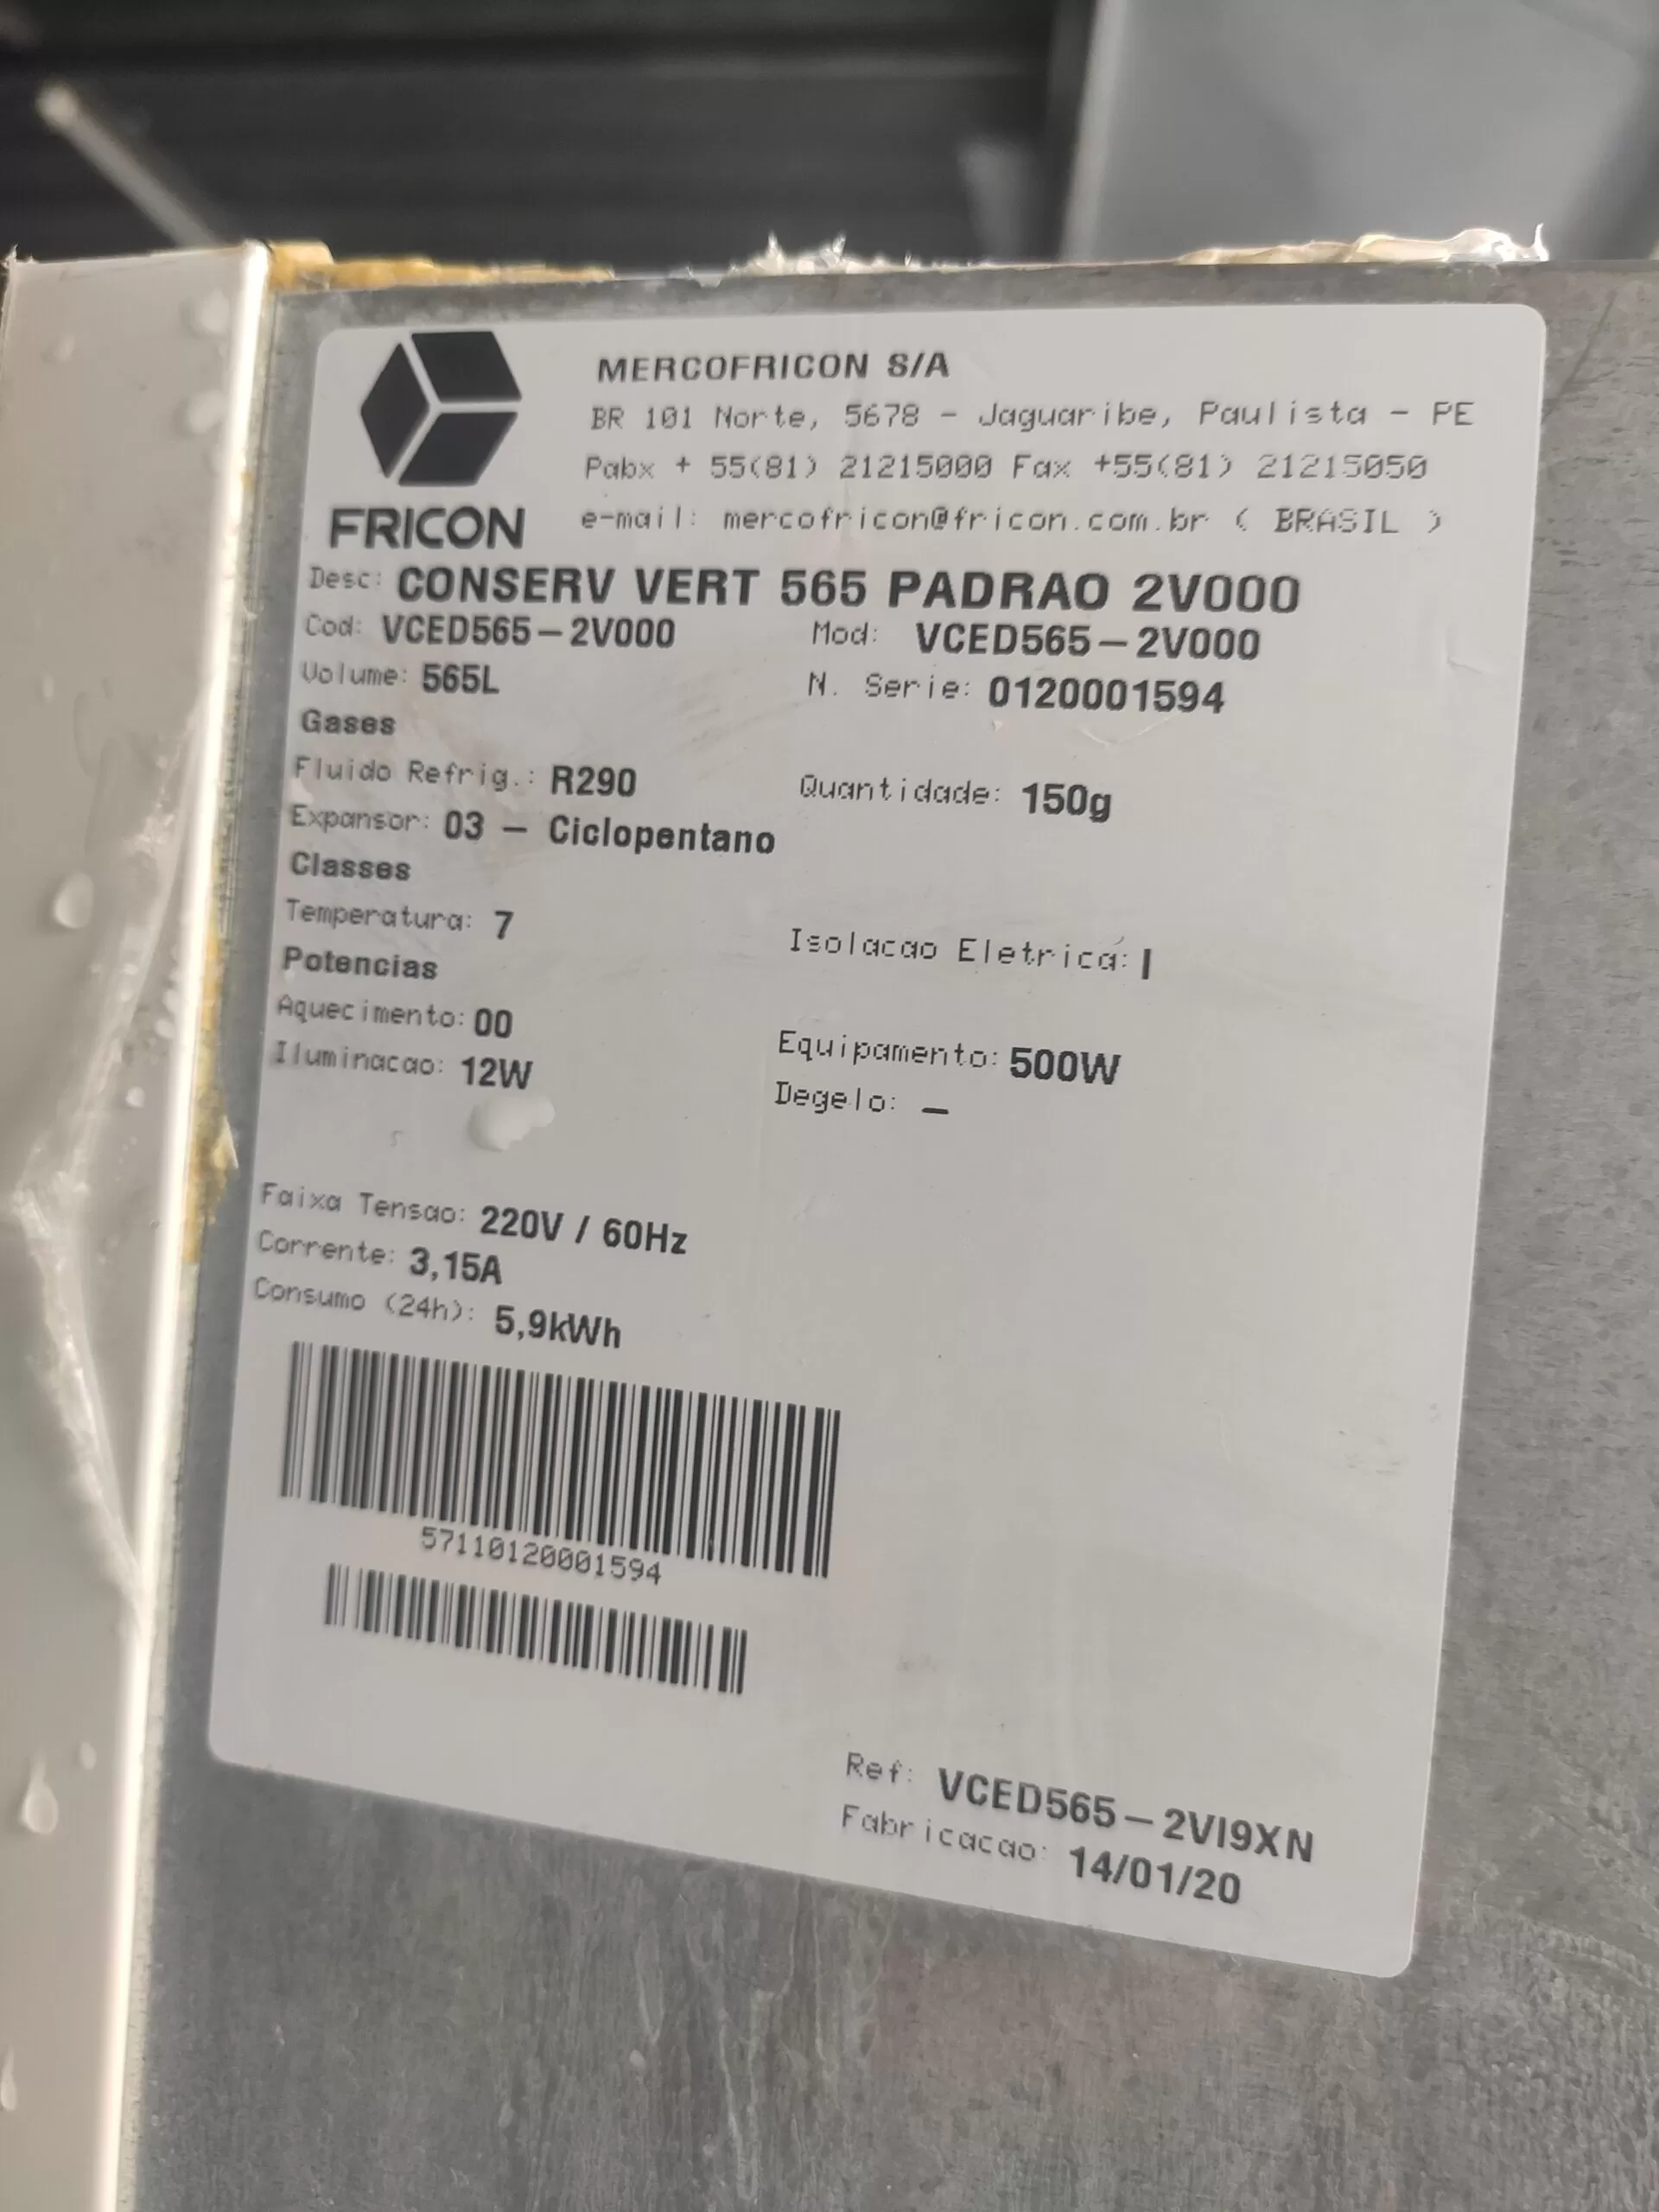 MERCOFRICON S/A
BR 101 Norte, 5678 - Jaguaribe, Paulista - PE
Pabx + 55(81) 21215000 Fax +55(81) 21215050
FRICON
e-mail: mercofricon@fricon.com.br ( BRASIL )
Desc: CONSERV VERT 565 PADRAO 2V000
Cod: VCED565-2V000 Mod: VCED565-2V000
Volume: 565L N. Serie: 0120001594
Gases
Fluido Refrig.: R290 Quantidade: 150g
Expansor: 03 - Ciclopentano
Classes
Temperatura: 7 Isolacao Eletrica: I
Potencias
Aquecimento: 00 Equipamento: 500W
Iluminacao: 12W Degelo: -
Faixa Tensao: 220V / 60Hz
Corrente: 3,15A
Consumo (24h): 5,9kWh
57110120001594
Ref: VCED565-2VI9XN
Fabricacao: 14/01/20